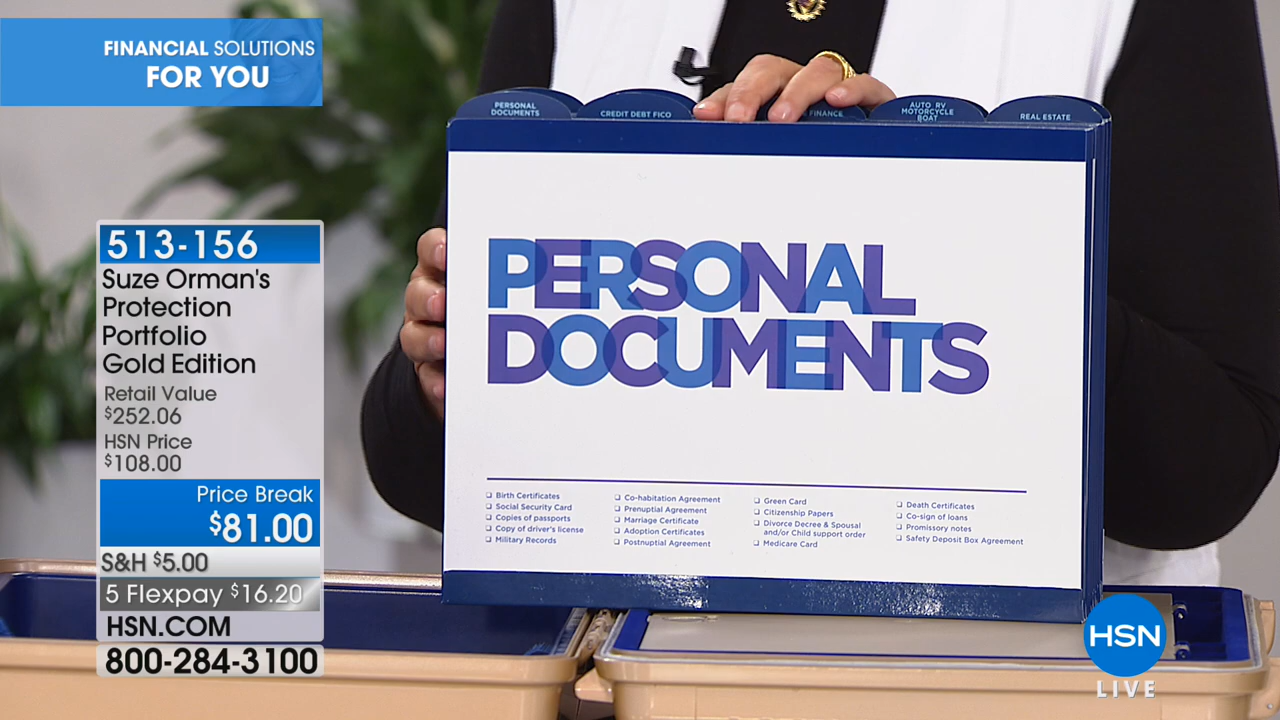 FINANCIAL SOLUTIONS
FOR YOU
513-156
Suze Orman's
Protection
Portfolio
Gold Edition
Retail Value
$252.06
HSN Price
$108.00
Price Break
$81.00
S&H $5.00
5 Flexpay $16.20
HSN.COM
800-284-3100
PERSONAL
DOCUMENTS
CREDIT DEBT FICO
FINANCE
AUTO RV
MOTORCYCLE
BOAT
REAL ESTATE
PERSONAL
DOCUMENTS
Birth Certificates
Social Security Card
Copies of passports
Copy of driver's license
Military Records
Co-habitation Agreement
Prenuptial Agreement
Marriage Certificate
Adoption Certificates
Postnuptial Agreement
Green Card
Citizenship Papers
Divorce Decree & Spousal
and/or Child support order
Medicare Card
Death Certificates
Co-sign of loans
Promissory notes
Safety Deposit Box Agreement
HSN
LIVE